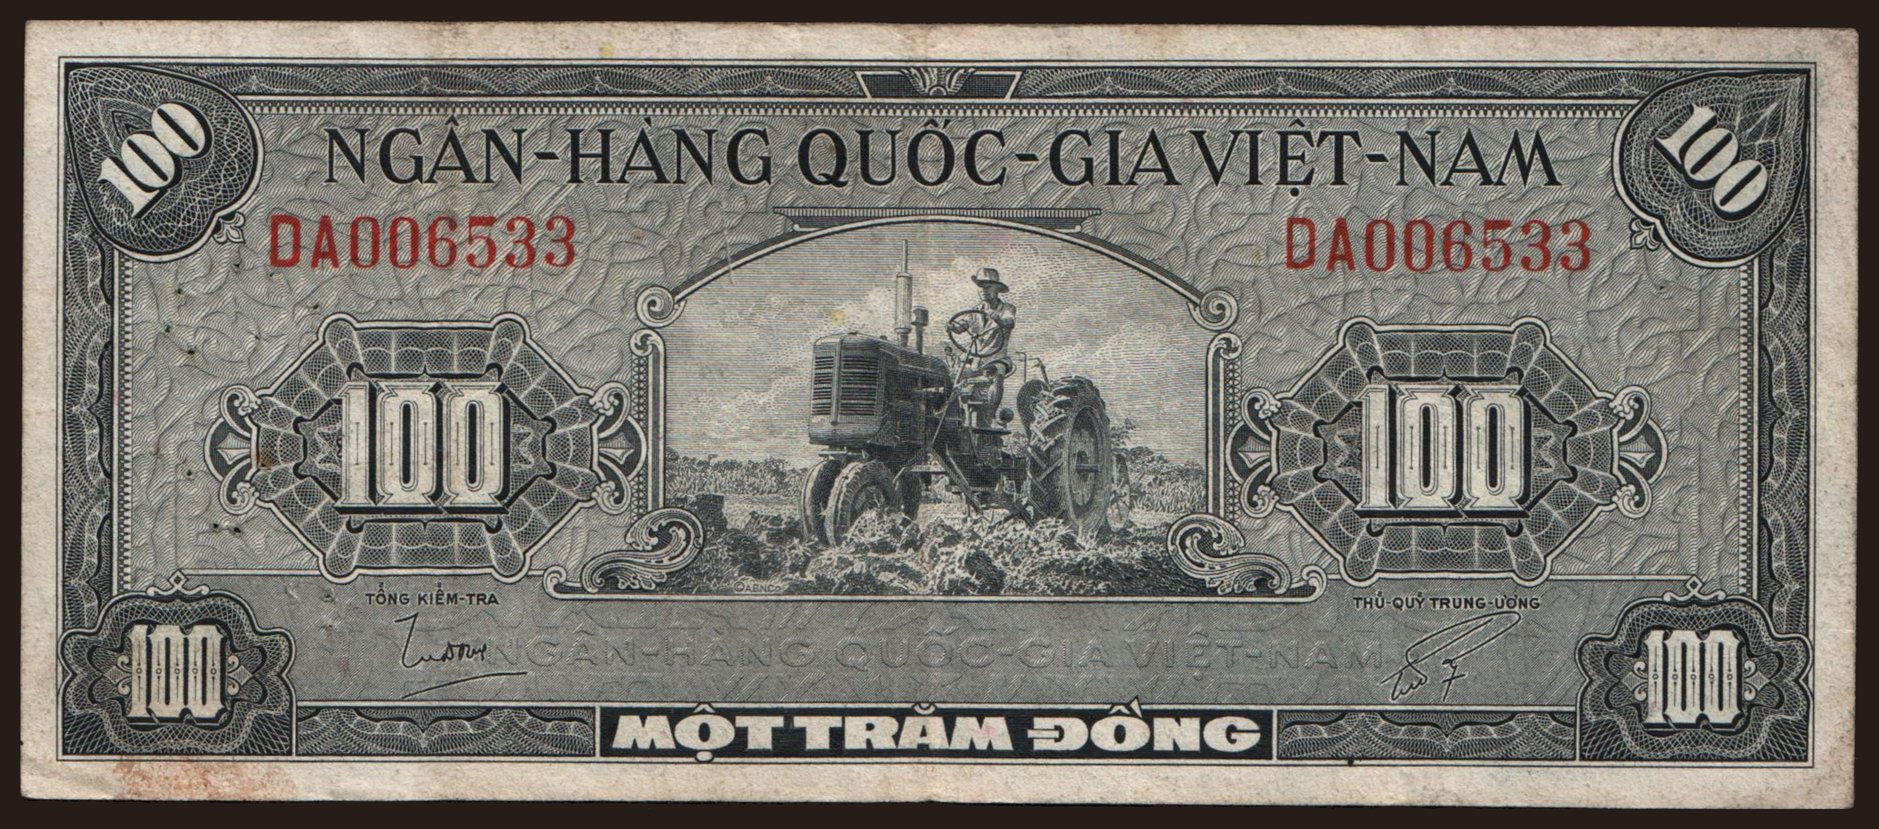 100 100
NGÂN-HÀNG QUỐC-GIA VIỆT-NAM
DA006533 DA006533
100 100
©ABNCo
TỔNG KIỂM-TRA THỦ-QUỸ TRUNG-ƯƠNG
NGÂN-HÀNG QUỐC-GIA VIỆT-NAM
100 100
MỘT TRĂM ĐỒNG